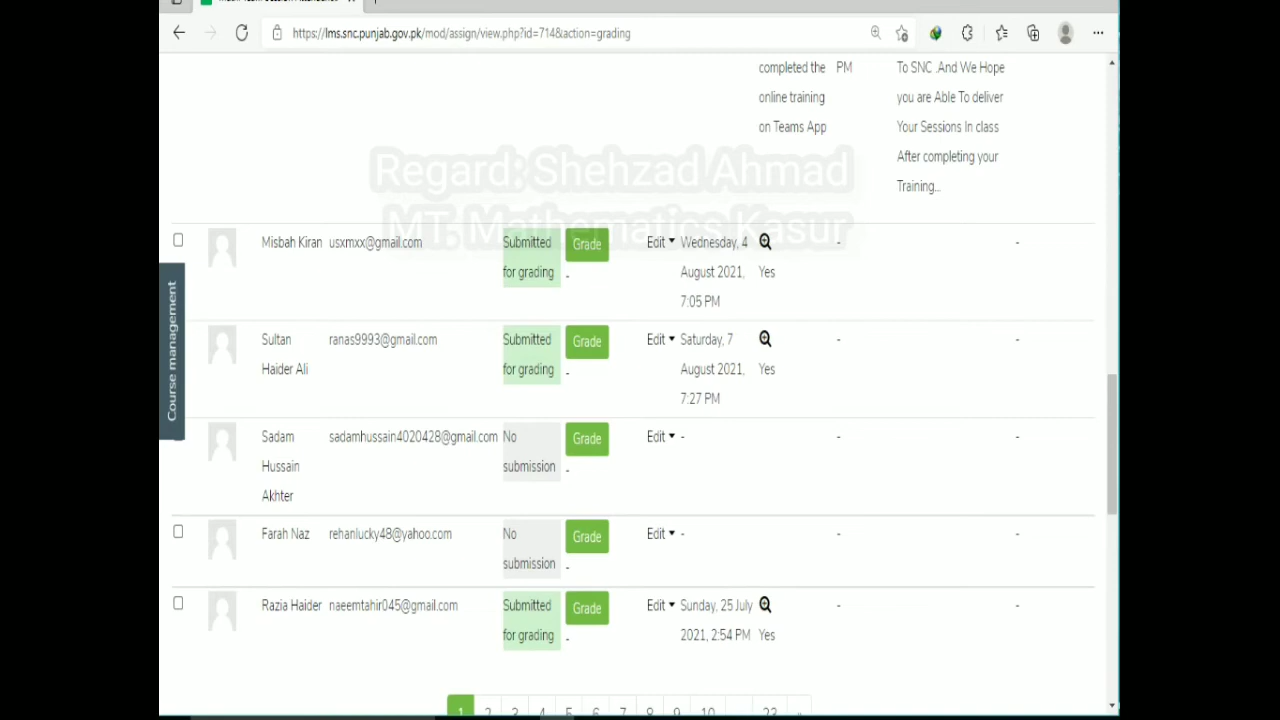 https://lms.snc.punjab.gov.pk/mod/assign/view.php?id=714&action=grading
completed the PM To SNC .And We Hope
online training you are Able To deliver
on Teams App Your Sessions In class
After completing your
Training...
Regard: Shehzad Ahmad
MT. Mathematics Kasur
Misbah Kiran usxmxx@gmail.com Submitted Grade Edit Wednesday, 4 - -
for grading - August 2021, Yes
7:05 PM
Sultan ranas9993@gmail.com Submitted Grade Edit Saturday, 7 - -
Haider Ali for grading - August 2021, Yes
7:27 PM
Sadam sadamhussain4020428@gmail.com No Grade Edit - - -
Hussain submission -
Akhter
Farah Naz rehanlucky48@yahoo.com No Grade Edit - - -
submission -
Razia Haider naeemtahir045@gmail.com Submitted Grade Edit Sunday, 25 July - -
for grading - 2021, 2:54 PM Yes
Course management
1 2 3 4 5 6 7 8 9 10 ... 23 »